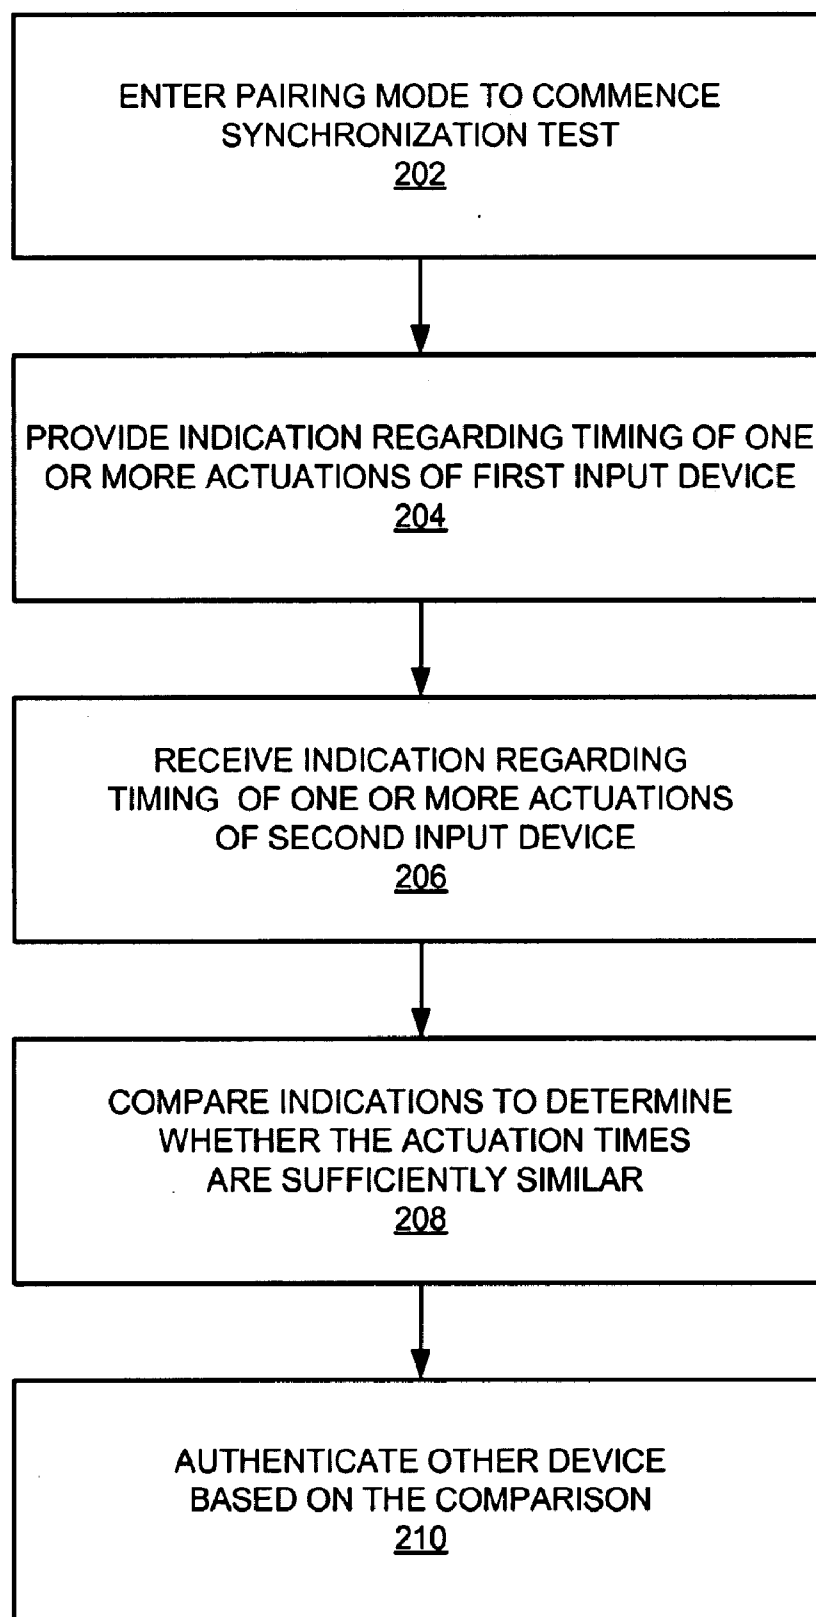 ENTER PAIRING MODE TO COMMENCE
SYNCHRONIZATION TEST
202
PROVIDE INDICATION REGARDING TIMING OF ONE
OR MORE ACTUATIONS OF FIRST INPUT DEVICE
204
RECEIVE INDICATION REGARDING
TIMING OF ONE OR MORE ACTUATIONS
OF SECOND INPUT DEVICE
206
COMPARE INDICATIONS TO DETERMINE
WHETHER THE ACTUATION TIMES
ARE SUFFICIENTLY SIMILAR
208
AUTHENTICATE OTHER DEVICE
BASED ON THE COMPARISON
210